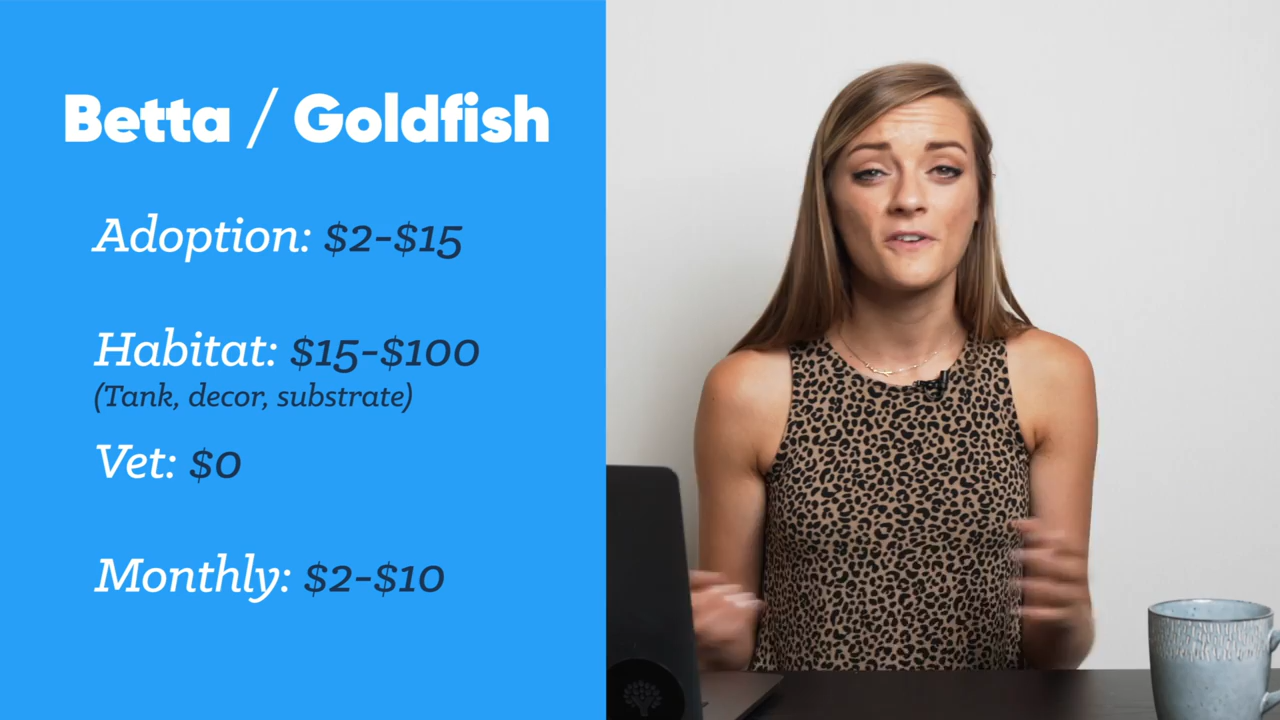 Betta / Goldfish
Adoption: $2-$15
Habitat: $15-$100
(Tank, decor, substrate)
Vet: $0
Monthly: $2-$10